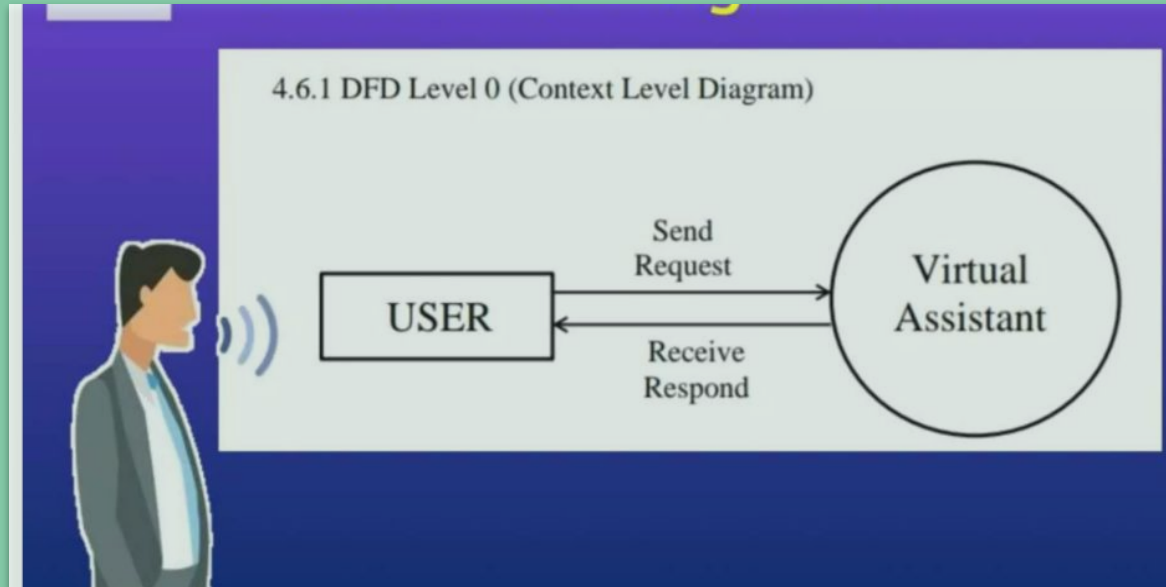 4.6.1 DFD Level 0 (Context Level Diagram)
Send
Request
USER
Virtual
Assistant
Receive
Respond